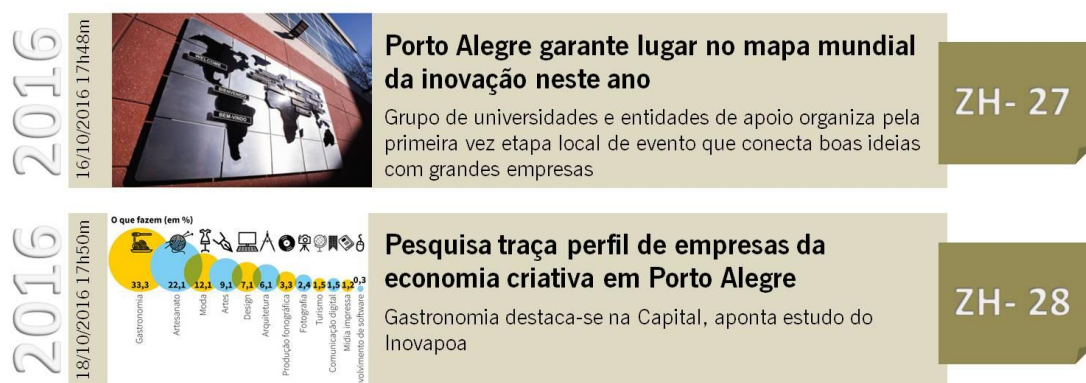 2016
16/10/2016 17h48m
WELCOME
BIENVENIDO
BEM-VINDO
Porto Alegre garante lugar no mapa mundial
da inovação neste ano
Grupo de universidades e entidades de apoio organiza pela
primeira vez etapa local de evento que conecta boas ideias
com grandes empresas
ZH- 27
2016
18/10/2016 17h50m
O que fazem (em %)
33,3
22,1
12,1
9,1
7,1
6,1
3,3
2,4
1,5
1,5
1,2
0,3
Gastronomia
Artesanato
Moda
Artes
Design
Arquitetura
Produção fonográfica
Fotografia
Turismo
Comunicação digital
Mídia impressa
volvimento de software
Pesquisa traça perfil de empresas da
economia criativa em Porto Alegre
Gastronomia destaca-se na Capital, aponta estudo do
Inovapoa
ZH- 28